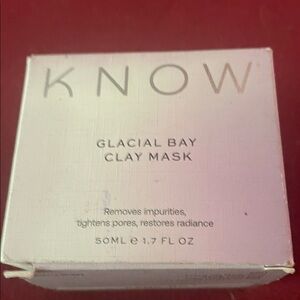 KNOW
GLACIAL BAY
CLAY MASK
Removes impurities,
tightens pores, restores radiance
50ML e 1.7 FL OZ